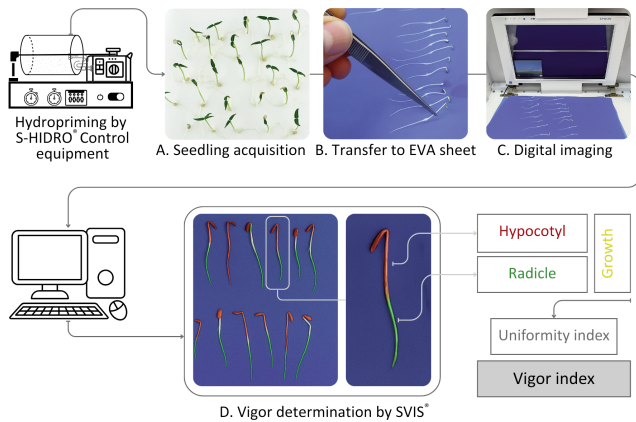 Hydropriming by
S-HIDRO® Control
equipment
A. Seedling acquisition
B. Transfer to EVA sheet
C. Digital imaging
Hypocotyl
Radicle
Growth
Uniformity index
Vigor index
D. Vigor determination by SVIS®